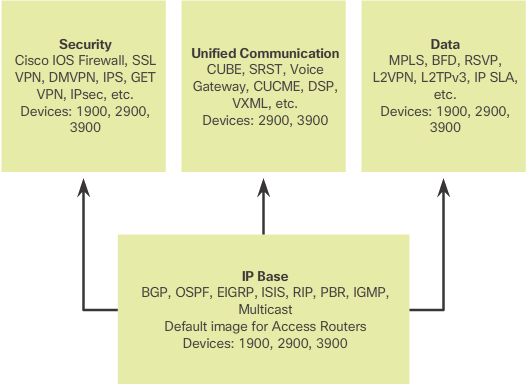 Security
Cisco IOS Firewall, SSL
VPN, DMVPN, IPS, GET
VPN, IPsec, etc.
Devices: 1900, 2900,
3900
Unified Communication
CUBE, SRST, Voice
Gateway, CUCME, DSP,
VXML, etc.
Devices: 2900, 3900
Data
MPLS, BFD, RSVP,
L2VPN, L2TPv3, IP SLA,
etc.
Devices: 1900, 2900,
3900
IP Base
BGP, OSPF, EIGRP, ISIS, RIP, PBR, IGMP,
Multicast
Default image for Access Routers
Devices: 1900, 2900, 3900